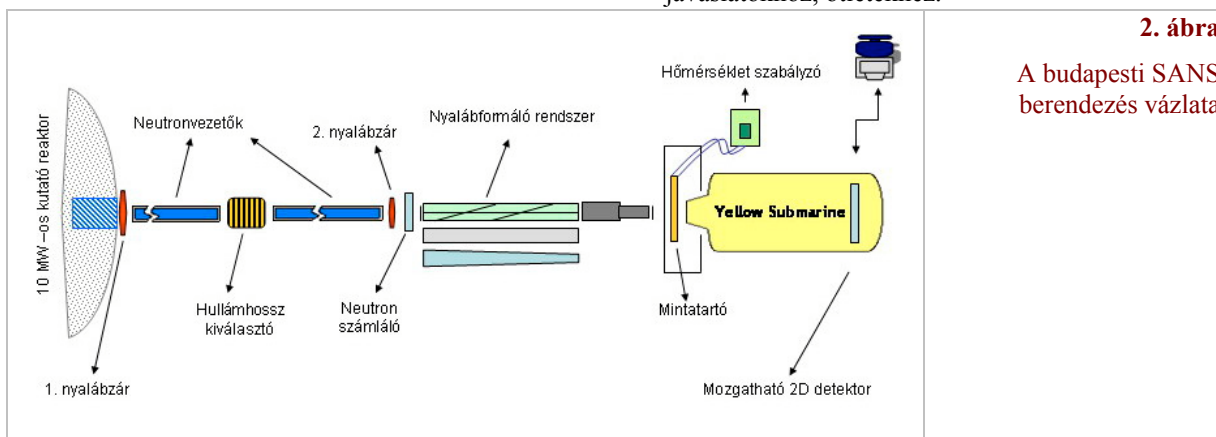 2. ábra
A budapesti SANS
berendezés vázlata
Hőmérséklet szabályzó
Neutronvezetők
2. nyalábzár
Nyalábformáló rendszer
10 MW –os kutató reaktor
Yellow Submarine
Hullámhossz
kiválasztó
Neutron
számláló
Mintatartó
1. nyalábzár
Mozgatható 2D detektor